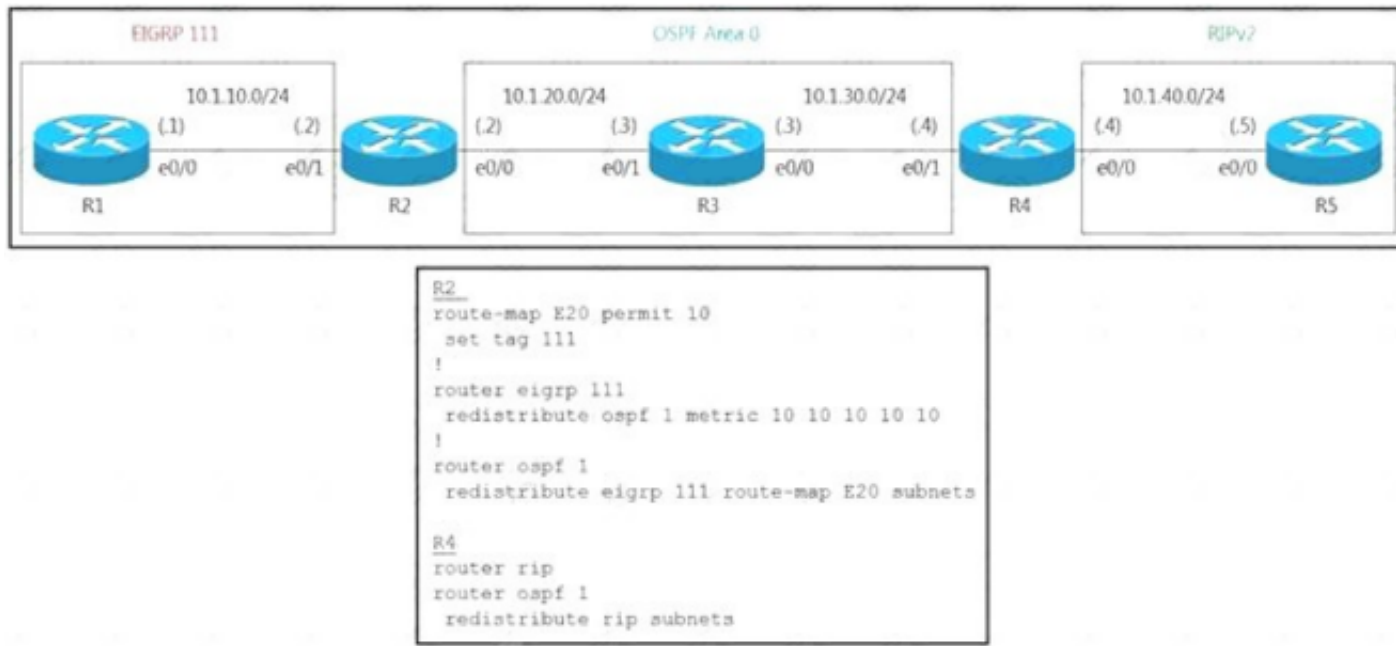 EIGRP 111
OSPF Area 0
RIPv2
10.1.10.0/24
10.1.20.0/24
10.1.30.0/24
10.1.40.0/24
(.1)
(.2)
(.2)
(.3)
(.3)
(.4)
(.4)
(.5)
e0/0
e0/1
e0/0
e0/1
e0/0
e0/1
e0/0
e0/0
R1
R2
R3
R4
R5
R2
route-map E20 permit 10
set tag 111
!
router eigrp 111
redistribute ospf 1 metric 10 10 10 10 10
!
router ospf 1
redistribute eigrp 111 route-map E20 subnets
R4
router rip
router ospf 1
redistribute rip subnets